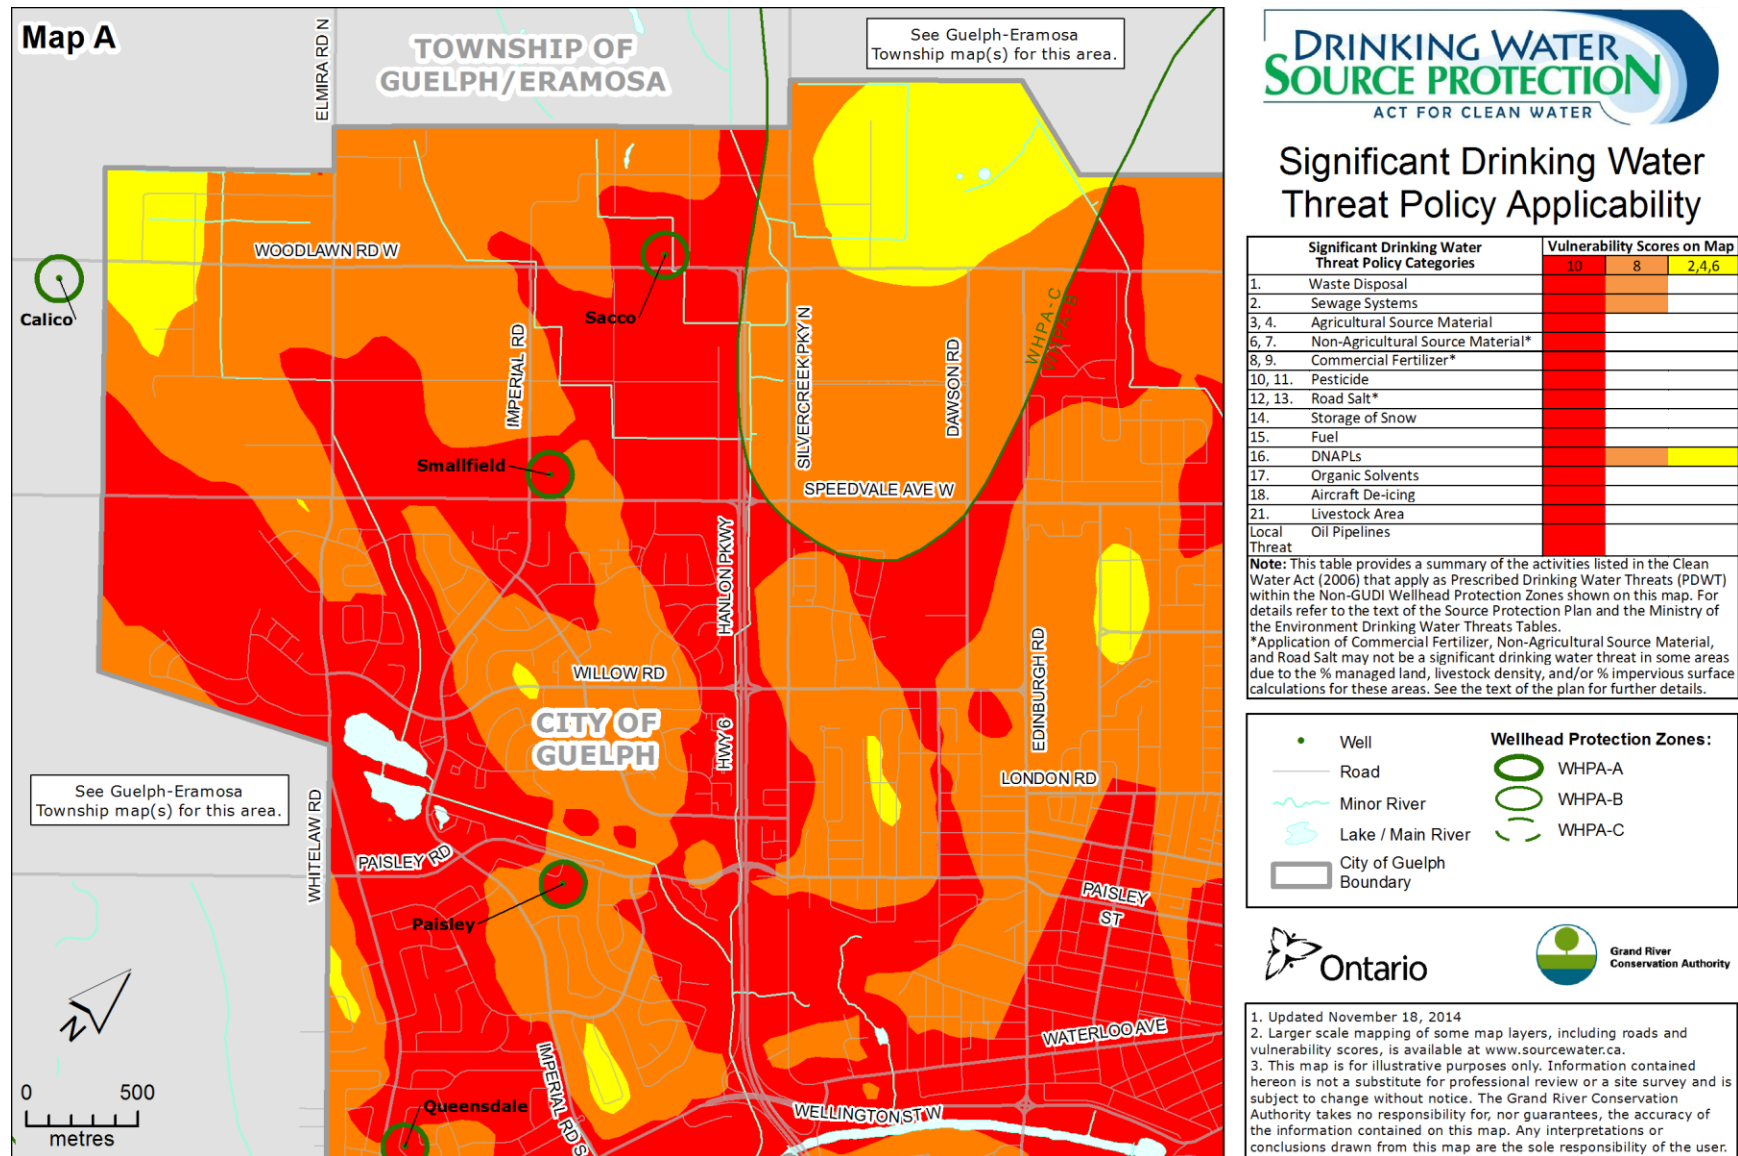 Map A
TOWNSHIP OF
GUELPH/ERAMOSA
See Guelph-Eramosa
Township map(s) for this area.
ELMIRA RD N
WOODLAWN RD W
Calico
Sacco
IMPERIAL RD
SILVERCREEK PKY N
DAWSON RD
WHPA-C
WHPA-B
Smallfield
SPEEDVALE AVE W
HANLON PKWY
WILLOW RD
CITY OF
GUELPH
HWY 6
EDINBURGH RD
LONDON RD
See Guelph-Eramosa
Township map(s) for this area.
WHITELAW RD
PAISLEY RD
Paisley
PAISLEY
ST
N
WATERLOO AVE
IMPERIAL RD S
WELLINGTON ST W
Queensdale
0 500
metres
DRINKING WATER
SOURCE PROTECTION
ACT FOR CLEAN WATER
Significant Drinking Water
Threat Policy Applicability
Significant Drinking Water
Threat Policy Categories
Vulnerability Scores on Map
10 8 2,4,6
1. Waste Disposal
2. Sewage Systems
3, 4. Agricultural Source Material
6, 7. Non-Agricultural Source Material*
8, 9. Commercial Fertilizer*
10, 11. Pesticide
12, 13. Road Salt*
14. Storage of Snow
15. Fuel
16. DNAPLs
17. Organic Solvents
18. Aircraft De-icing
21. Livestock Area
Local Oil Pipelines
Threat
Note: This table provides a summary of the activities listed in the Clean
Water Act (2006) that apply as Prescribed Drinking Water Threats (PDWT)
within the Non-GUDI Wellhead Protection Zones shown on this map. For
details refer to the text of the Source Protection Plan and the Ministry of
the Environment Drinking Water Threats Tables.
*Application of Commercial Fertilizer, Non-Agricultural Source Material,
and Road Salt may not be a significant drinking water threat in some areas
due to the % managed land, livestock density, and/or % impervious surface
calculations for these areas. See the text of the plan for further details.
Well
Road
Minor River
Lake / Main River
City of Guelph
Boundary
Wellhead Protection Zones:
WHPA-A
WHPA-B
WHPA-C
Ontario
Grand River
Conservation Authority
1. Updated November 18, 2014
2. Larger scale mapping of some map layers, including roads and
vulnerability scores, is available at www.sourcewater.ca.
3. This map is for illustrative purposes only. Information contained
hereon is not a substitute for professional review or a site survey and is
subject to change without notice. The Grand River Conservation
Authority takes no responsibility for, nor guarantees, the accuracy of
the information contained on this map. Any interpretations or
conclusions drawn from this map are the sole responsibility of the user.